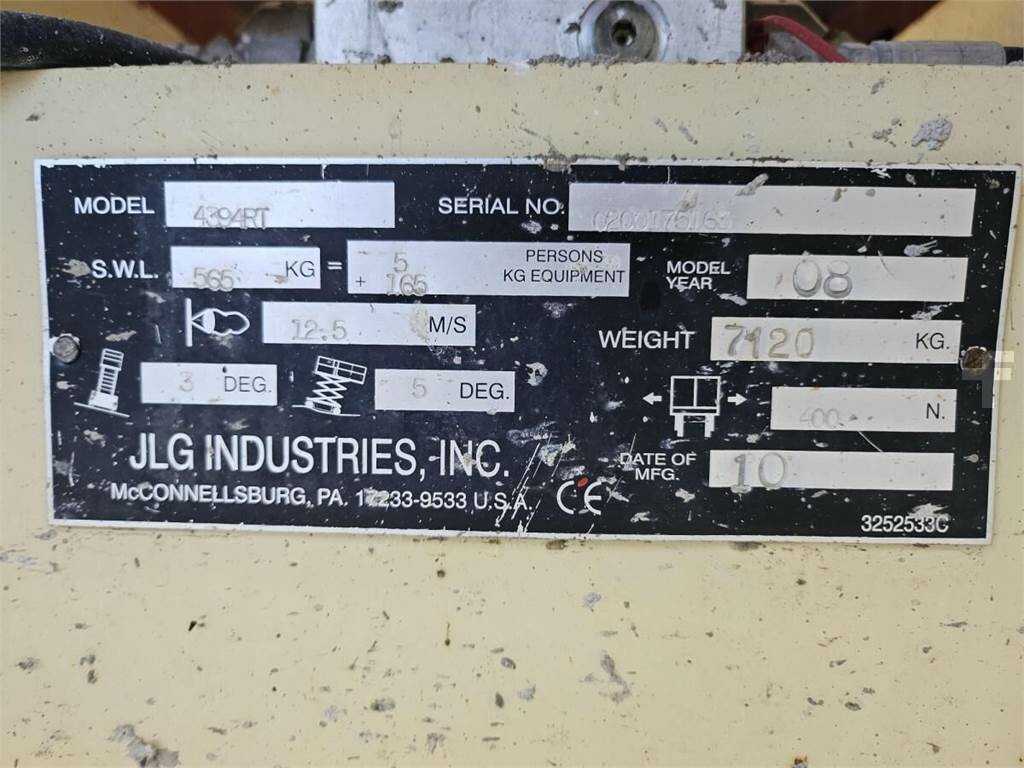 MODEL 4394RT SERIAL NO. 0200175163
S.W.L. 565 KG = 5 PERSONS
+ 165 KG EQUIPMENT
MODEL YEAR 08
12.5 M/S
WEIGHT 7120 KG.
3 DEG. 5 DEG.
400 N.
JLG INDUSTRIES, INC.
McCONNELLSBURG, PA. 17233-9533 U.S.A.
CE
DATE OF MFG. 10
3252533C